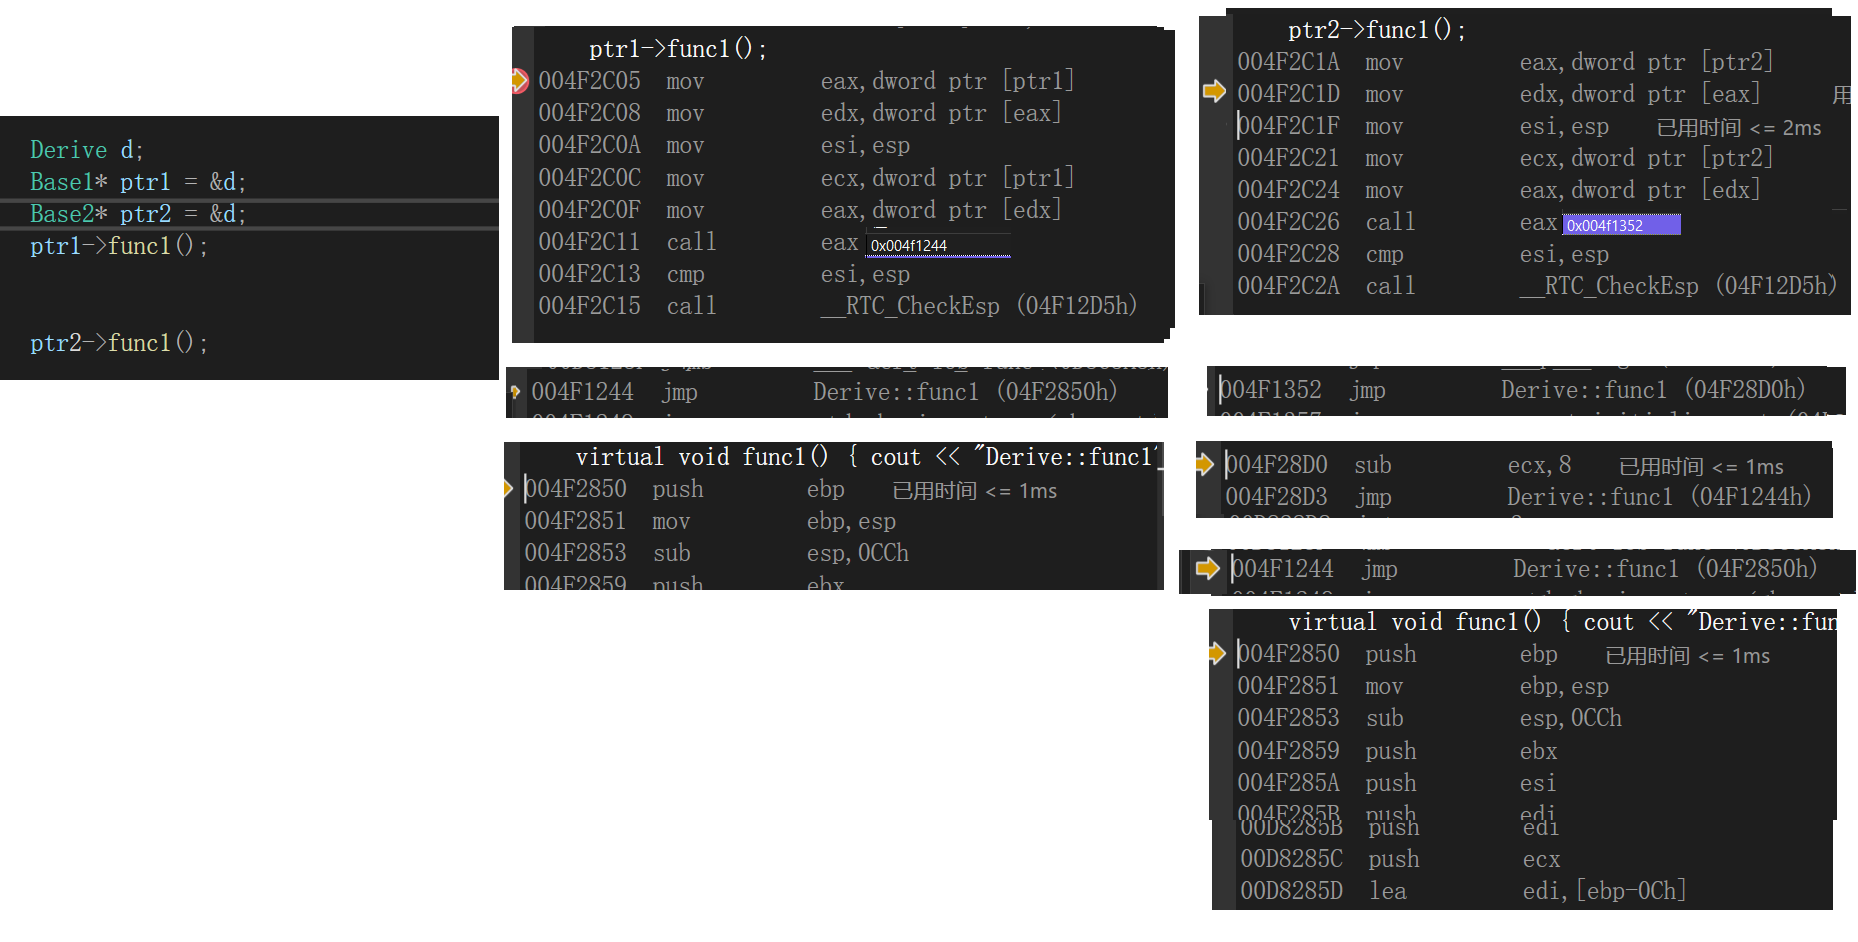 Derive d;
Base1* ptr1 = &d;
Base2* ptr2 = &d;
ptr1->func1();
ptr2->func1();
ptr1->func1();
004F2C05 mov eax,dword ptr [ptr1]
004F2C08 mov edx,dword ptr [eax]
004F2C0A mov esi,esp
004F2C0C mov ecx,dword ptr [ptr1]
004F2C0F mov eax,dword ptr [edx]
004F2C11 call eax 0x004f1244
004F2C13 cmp esi,esp
004F2C15 call __RTC_CheckEsp (04F12D5h)
004F1244 jmp Derive::func1 (04F2850h)
virtual void func1() { cout << "Derive::func1
004F2850 push ebp 已用时间 <= 1ms
004F2851 mov ebp,esp
004F2853 sub esp,0CCh
004F2859 push ebx
ptr2->func1();
004F2C1A mov eax,dword ptr [ptr2]
004F2C1D mov edx,dword ptr [eax] 用
004F2C1F mov esi,esp 已用时间 <= 2ms
004F2C21 mov ecx,dword ptr [ptr2]
004F2C24 mov eax,dword ptr [edx]
004F2C26 call eax 0x004f1352
004F2C28 cmp esi,esp
004F2C2A call __RTC_CheckEsp (04F12D5h)
004F1352 jmp Derive::func1 (04F28D0h)
004F28D0 sub ecx,8 已用时间 <= 1ms
004F28D3 jmp Derive::func1 (04F1244h)
004F1244 jmp Derive::func1 (04F2850h)
virtual void func1() { cout << "Derive::fun
004F2850 push ebp 已用时间 <= 1ms
004F2851 mov ebp,esp
004F2853 sub esp,0CCh
004F2859 push ebx
004F285A push esi
004F285B push edi
00D8285B push edi
00D8285C push ecx
00D8285D lea edi,[ebp-0Ch]